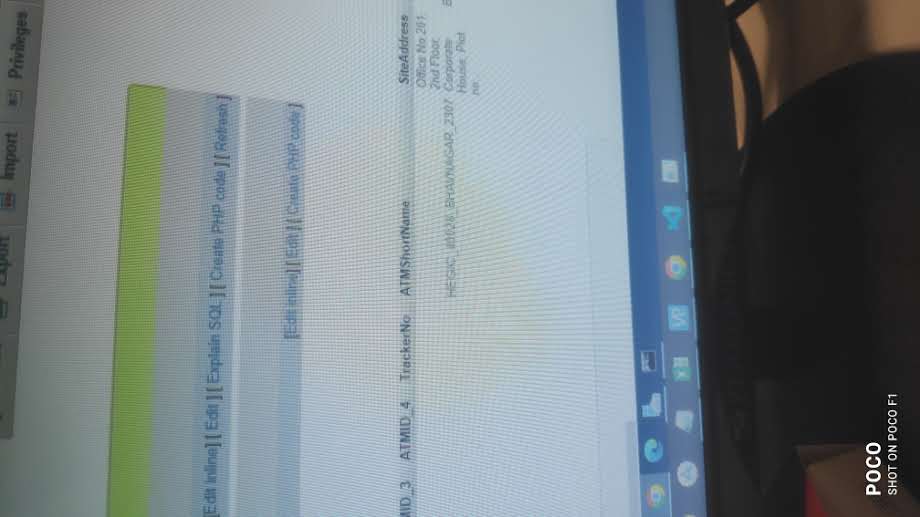 Export Import Privileges
[Edit inline] [ Edit ] [ Explain SQL ] [ Create PHP code ] [ Refresh ]
[Edit inline] [ Edit ] [ Create PHP code ]
MID_3 ATMID_4 TrackerNo ATMShortName SiteAddress
Office No 201
2nd Floor,
Corporate
House, Plot
no
BHAVNAGAR_2307
POCO
SHOT ON POCO F1